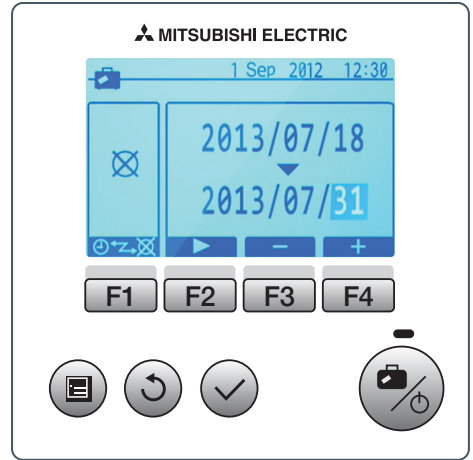 MITSUBISHI ELECTRIC
1 Sep 2012 12:30
2013/07/18
2013/07/31
Z
− +
F1 F2 F3 F4